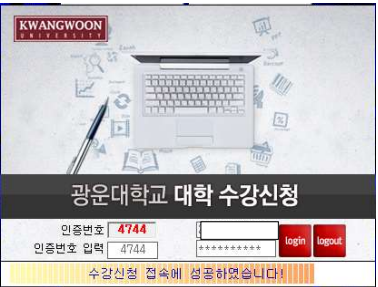 KWANGWOON
UNIVERSITY
광운대학교 대학 수강신청
인증번호 4744
인증번호 입력 4744 **********
login logout
수강신청 접속에 성공하였습니다!